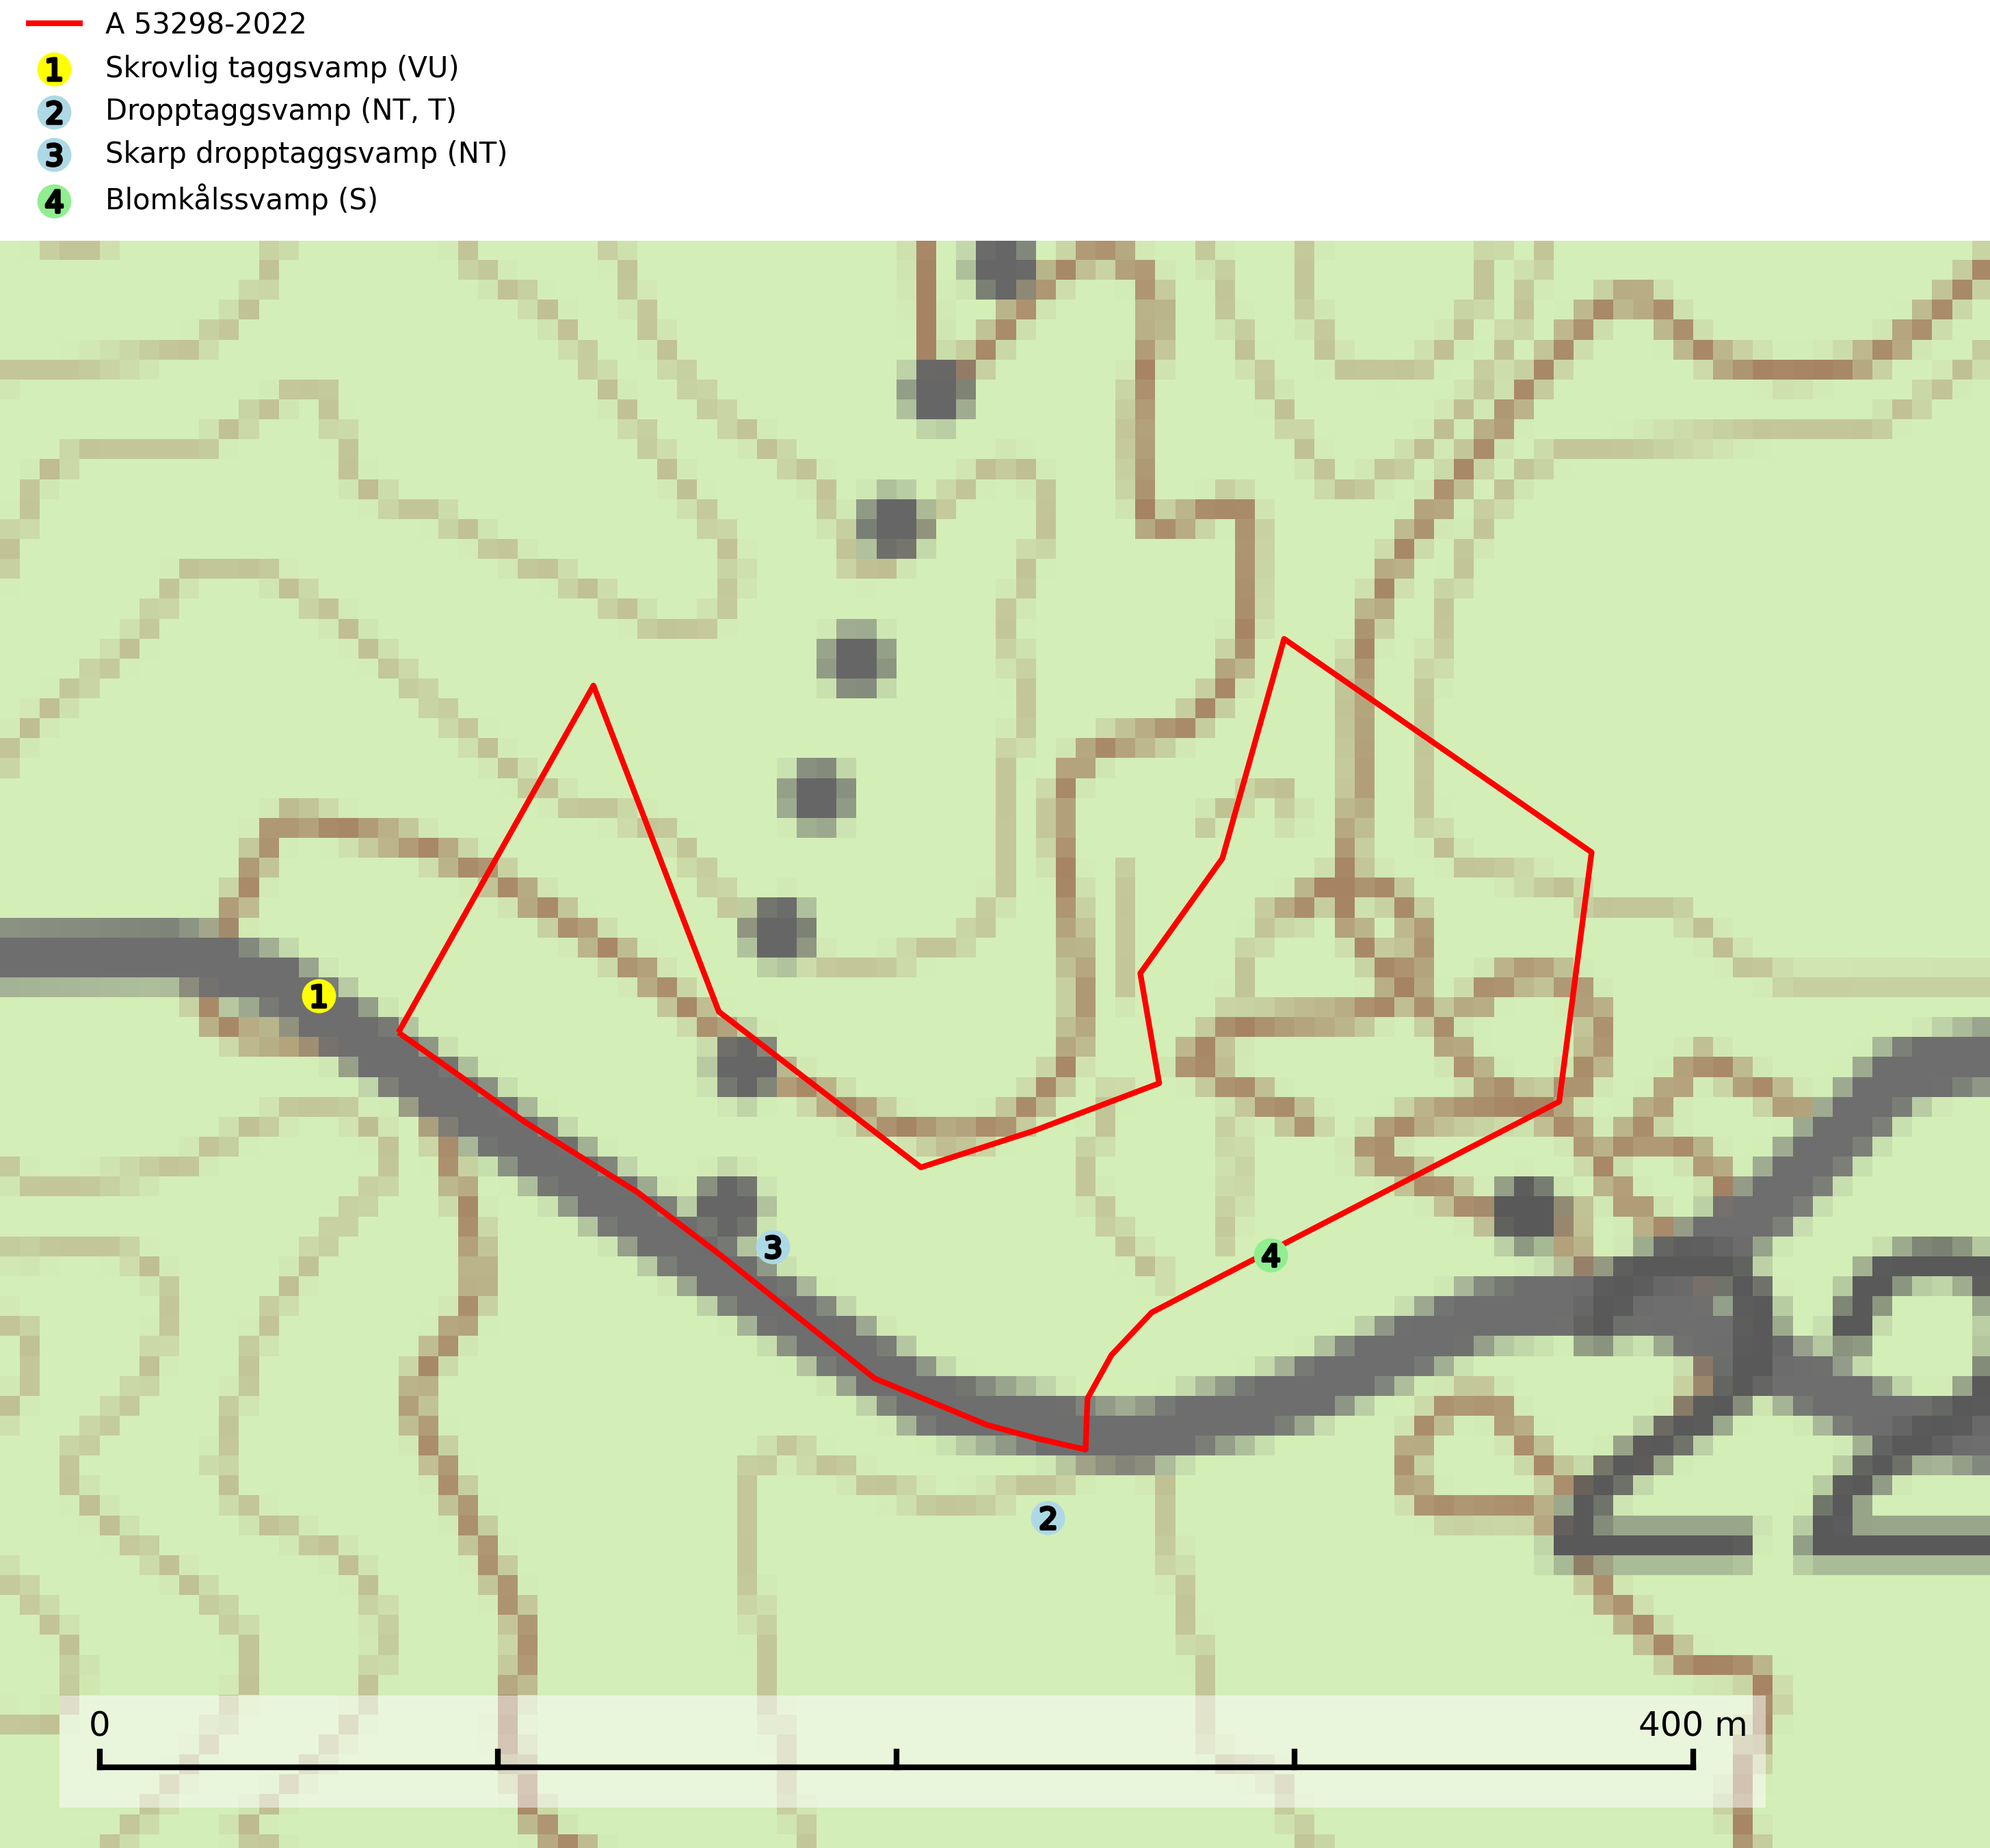 A 53298-2022
1 Skrovlig taggsvamp (VU)
2 Dropptaggsvamp (NT, T)
3 Skarp dropptaggsvamp (NT)
4 Blomkålssvamp (S)
1
3
4
2
0 400 m